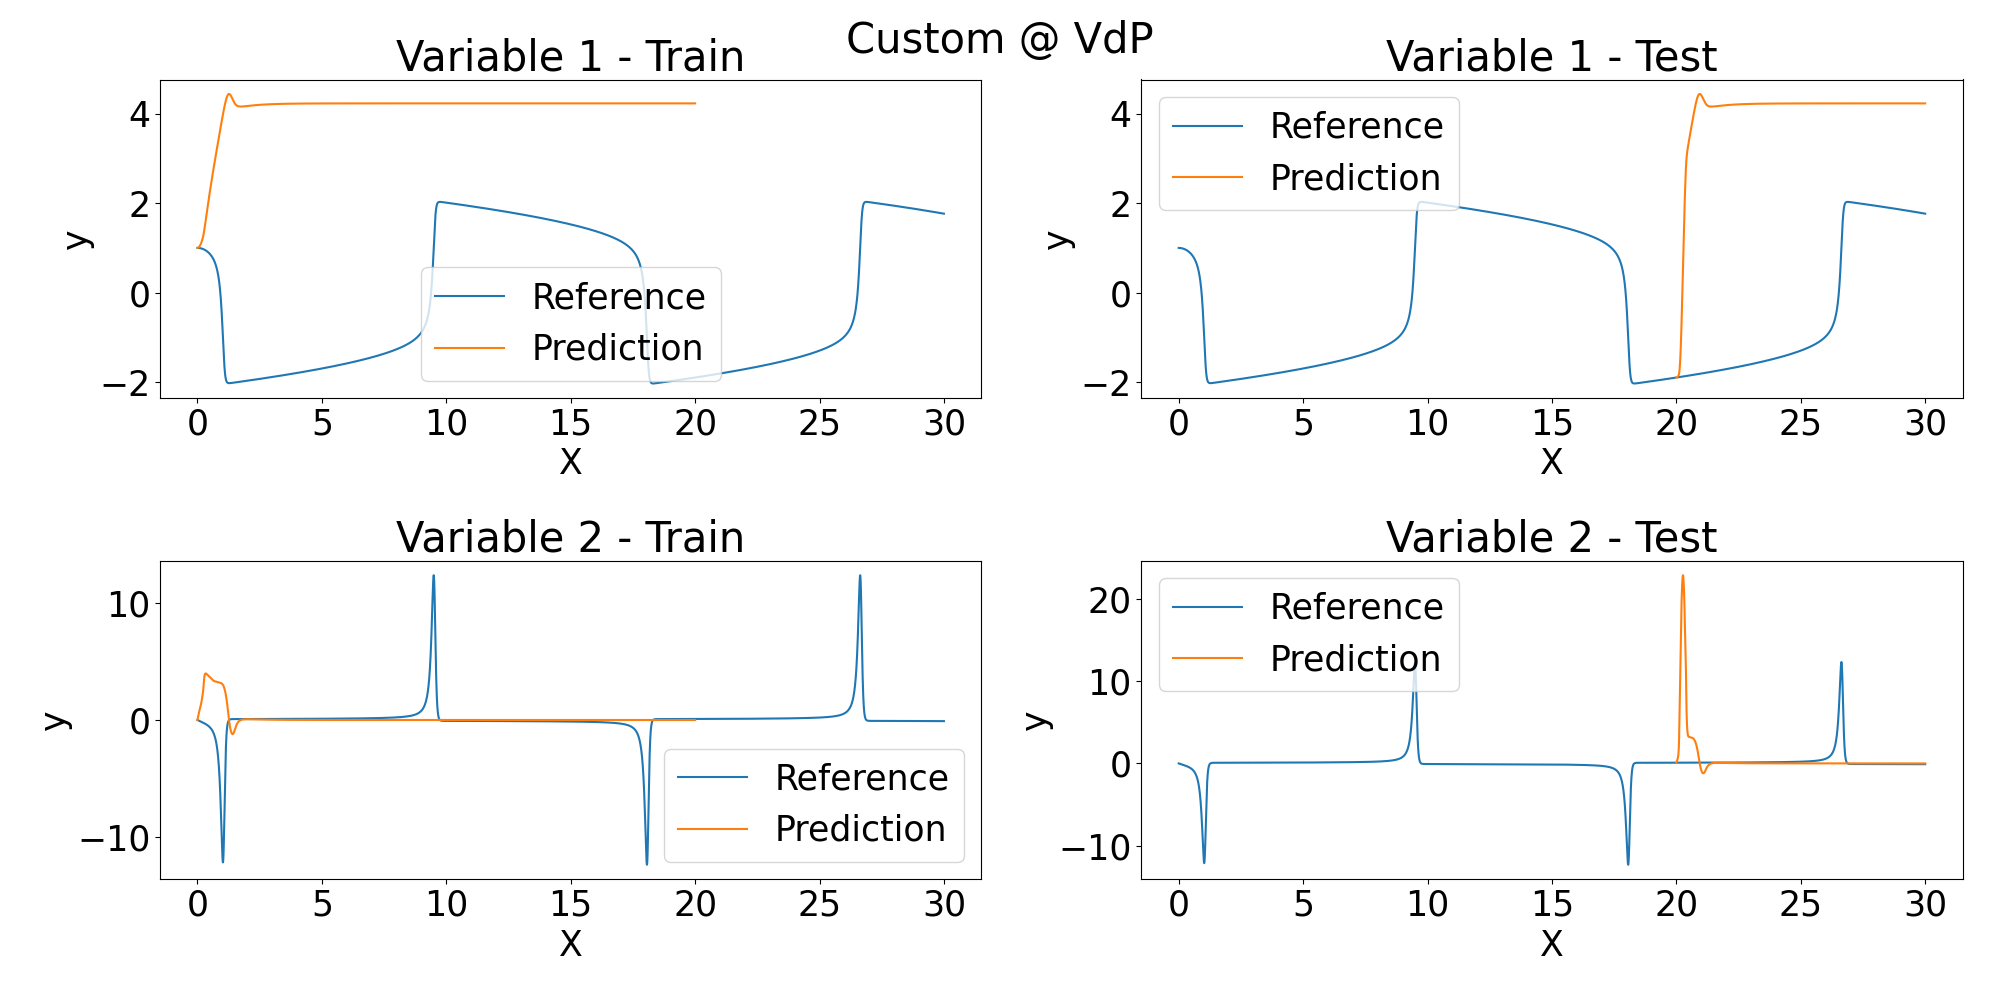 Custom @ VdP
Variable 1 - Train
4
2
0
−2
y
0 5 10 15 20 25 30
X
Reference
Prediction
Variable 1 - Test
4
2
0
−2
y
0 5 10 15 20 25 30
X
Reference
Prediction
Variable 2 - Train
10
0
−10
y
0 5 10 15 20 25 30
X
Reference
Prediction
Variable 2 - Test
20
10
0
−10
y
0 5 10 15 20 25 30
X
Reference
Prediction